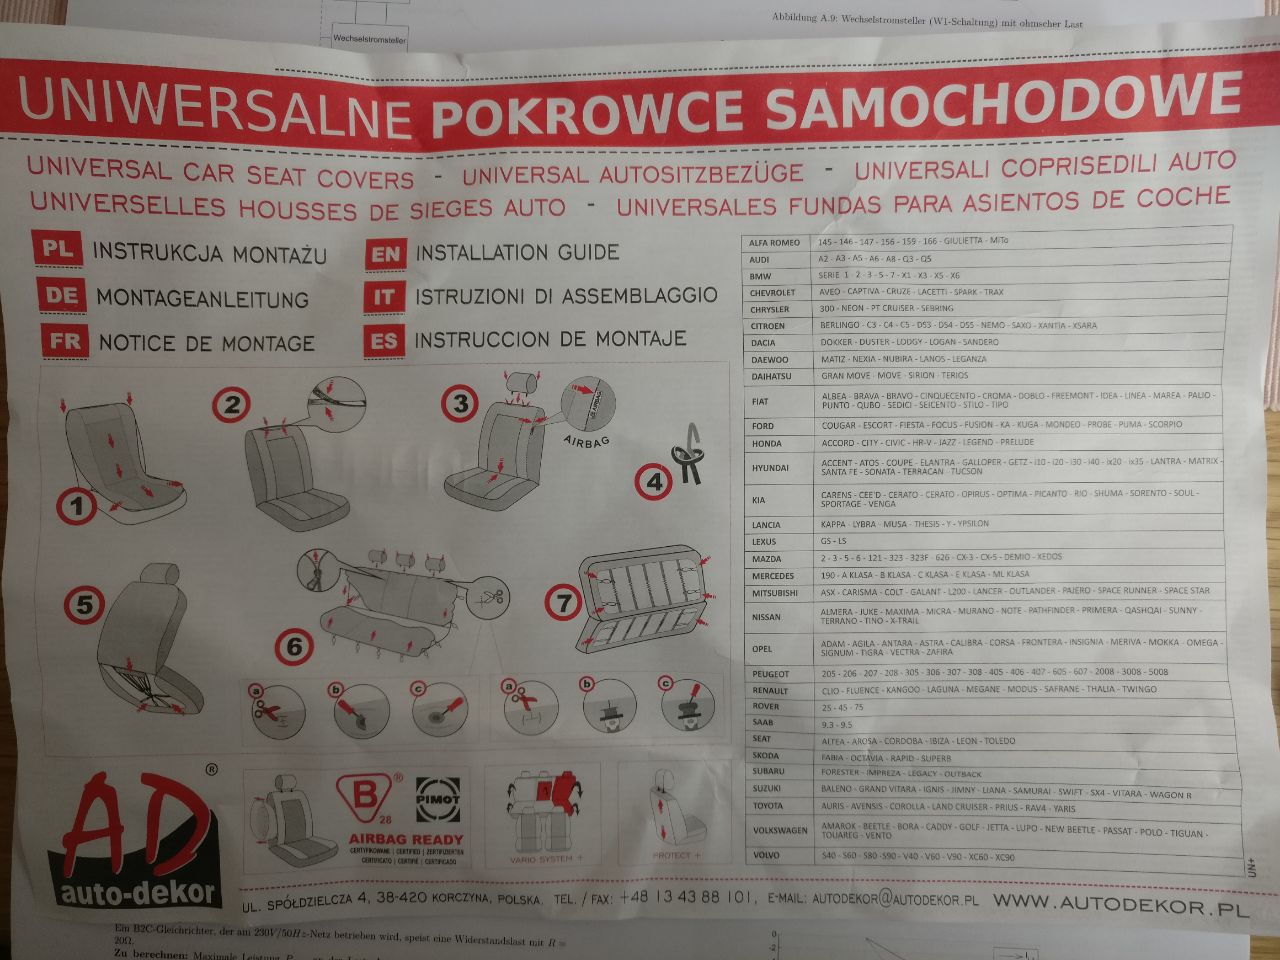 Abbildung A.9: Wechselstromsteller (W1-Schaltung) mit ohmscher Last
Wechselstromsteller
UNIWERSALNE POKROWCE SAMOCHODOWE
UNIVERSAL CAR SEAT COVERS - UNIVERSAL AUTOSITZBEZÜGE - UNIVERSALI COPRISEDILI AUTO
UNIVERSELLES HOUSSES DE SIEGES AUTO - UNIVERSALES FUNDAS PARA ASIENTOS DE COCHE
PL INSTRUKCJA MONTAŻU
EN INSTALLATION GUIDE
DE MONTAGEANLEITUNG
IT ISTRUZIONI DI ASSEMBLAGGIO
FR NOTICE DE MONTAGE
ES INSTRUCCION DE MONTAJE
1
2
3
AIRBAG
AIRBAG
4
5
6
7
a b c
a b c
ALFA ROMEO 145 - 146 - 147 - 156 - 159 - 166 - GIULIETTA - MiTo
AUDI A2 - A3 - A5 - A6 - A8 - Q3 - Q5
BMW SERIE 1 - 2 - 3 - 5 - 7 - X1 - X3 - X5 - X6
CHEVROLET AVEO - CAPTIVA - CRUZE - LACETTI - SPARK - TRAX
CHRYSLER 300 - NEON - PT CRUISER - SEBRING
CITROEN BERLINGO - C3 - C4 - C5 - DS3 - DS4 - DS5 - NEMO - SAXO - XANTIA - XSARA
DACIA DOKKER - DUSTER - LODGY - LOGAN - SANDERO
DAEWOO MATIZ - NEXIA - NUBIRA - LANOS - LEGANZA
DAIHATSU GRAN MOVE - MOVE - SIRION - TERIOS
FIAT ALBEA - BRAVA - BRAVO - CINQUECENTO - CROMA - DOBLO - FREEMONT - IDEA - LINEA - MAREA - PALIO -
PUNTO - QUBO - SEDICI - SEICENTO - STILO - TIPO
FORD COUGAR - ESCORT - FIESTA - FOCUS - FUSION - KA - KUGA - MONDEO - PROBE - PUMA - SCORPIO
HONDA ACCORD - CITY - CIVIC - HR-V - JAZZ - LEGEND - PRELUDE
HYUNDAI ACCENT - ATOS - COUPE - ELANTRA - GALLOPER - GETZ - i10 - i20 - i30 - i40 - ix20 - ix35 - LANTRA - MATRIX -
SANTA FE - SONATA - TERRACAN - TUCSON
KIA CARENS - CEE'D - CERATO - CERATO - OPIRUS - OPTIMA - PICANTO - RIO - SHUMA - SORENTO - SOUL -
SPORTAGE - VENGA
LANCIA KAPPA - LYBRA - MUSA - THESIS - Y - YPSILON
LEXUS GS - LS
MAZDA 2 - 3 - 5 - 6 - 121 - 323 - 323F - 626 - CX-3 - CX-5 - DEMIO - XEDOS
MERCEDES 190 - A KLASA - B KLASA - C KLASA - E KLASA - ML KLASA
MITSUBISHI ASX - CARISMA - COLT - GALANT - L200 - LANCER - OUTLANDER - PAJERO - SPACE RUNNER - SPACE STAR
NISSAN ALMERA - JUKE - MAXIMA - MICRA - MURANO - NOTE - PATHFINDER - PRIMERA - QASHQAI - SUNNY -
TERRANO - TINO - X-TRAIL
OPEL ADAM - AGILA - ANTARA - ASTRA - CALIBRA - CORSA - FRONTERA - INSIGNIA - MERIVA - MOKKA - OMEGA -
SIGNUM - TIGRA - VECTRA - ZAFIRA
PEUGEOT 205 - 206 - 207 - 208 - 305 - 306 - 307 - 308 - 405 - 406 - 407 - 605 - 607 - 2008 - 3008 - 5008
RENAULT CLIO - FLUENCE - KANGOO - LAGUNA - MEGANE - MODUS - SAFRANE - THALIA - TWINGO
ROVER 25 - 45 - 75
SAAB 9.3 - 9.5
SEAT ALTEA - AROSA - CORDOBA - IBIZA - LEON - TOLEDO
SKODA FABIA - OCTAVIA - RAPID - SUPERB
SUBARU FORESTER - IMPREZA - LEGACY - OUTBACK
SUZUKI BALENO - GRAND VITARA - IGNIS - JIMNY - LIANA - SAMURAI - SWIFT - SX4 - VITARA - WAGON R
TOYOTA AURIS - AVENSIS - COROLLA - LAND CRUISER - PRIUS - RAV4 - YARIS
VOLKSWAGEN AMAROK - BEETLE - BORA - CADDY - GOLF - JETTA - LUPO - NEW BEETLE - PASSAT - POLO - TIGUAN -
TOUAREG - VENTO
VOLVO S40 - S60 - S80 - S90 - V40 - V60 - V90 - XC60 - XC90
UN+
AD®
auto-dekor
B® 28
PIMOT
AIRBAG READY
CERTYFIKOWANE | CERTIFIED | ZERTIFIZIERTEN
CERTIFICATO | CERTIFIÉ | CERTIFICADO
VARIO SYSTEM +
PROTECT +
UL. SPÓŁDZIELCZA 4, 38-420 KORCZYNA, POLSKA, TEL. / FAX: +48 13 43 88 101, E-MAIL: AUTODEKOR@AUTODEKOR.PL WWW.AUTODEKOR.PL
Ein B2C-Gleichrichter, der am 230V/50Hz-Netz betrieben wird, speist eine Widerstandslast mit R =
20Ω.
Zu berechnen: Maximale Leistung
0
-2
-4